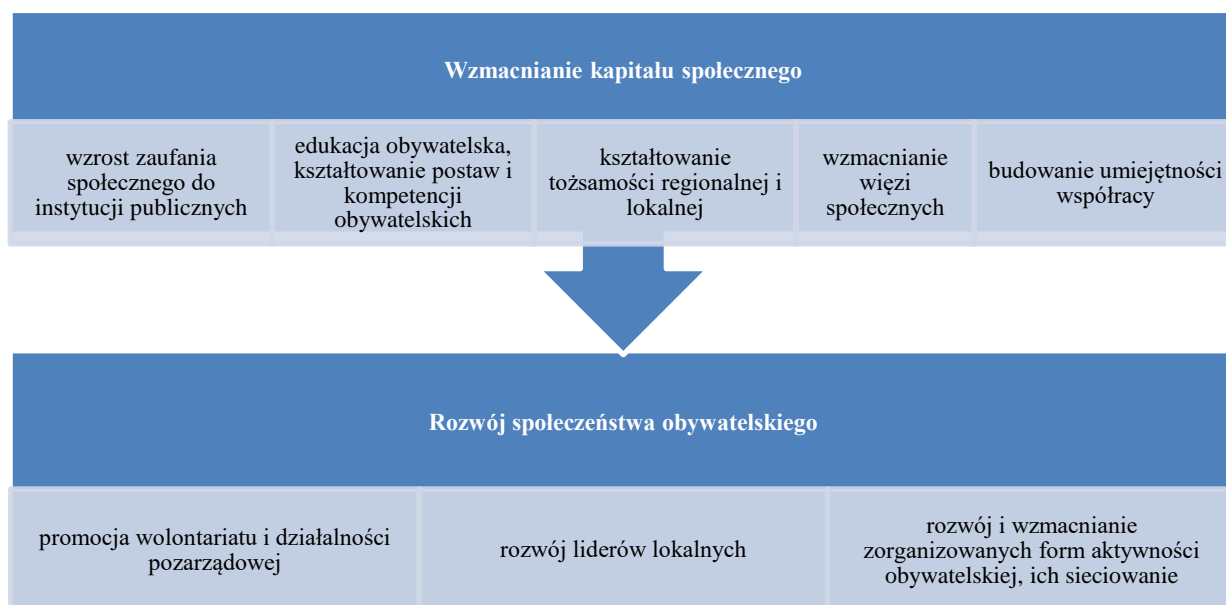 Wzmacnianie kapitału społecznego
wzrost zaufania
społecznego do
instytucji publicznych
edukacja obywatelska,
kształtowanie postaw i
kompetencji
obywatelskich
kształtowanie
tożsamości regionalnej i
lokalnej
wzmacnianie
więzi
społecznych
budowanie umiejętności
współracy
Rozwój społeczeństwa obywatelskiego
promocja wolontariatu i działalności
pozarządowej
rozwój liderów lokalnych
rozwój i wzmacnianie
zorganizowanych form aktywności
obywatelskiej, ich sieciowanie